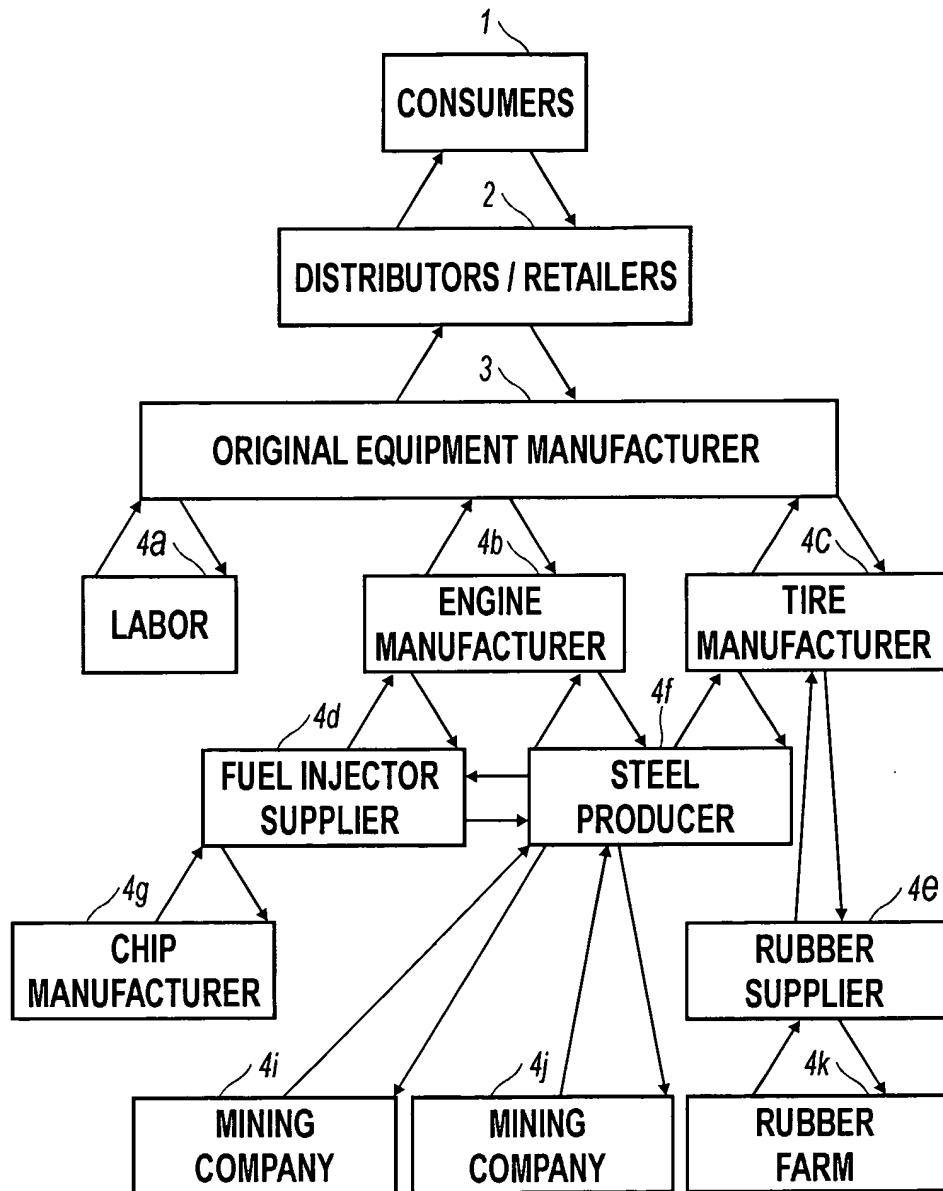 1
CONSUMERS
2
DISTRIBUTORS / RETAILERS
3
ORIGINAL EQUIPMENT MANUFACTURER
4a
LABOR
4b
ENGINE
MANUFACTURER
4c
TIRE
MANUFACTURER
4d
FUEL INJECTOR
SUPPLIER
4f
STEEL
PRODUCER
4g
CHIP
MANUFACTURER
4e
RUBBER
SUPPLIER
4i
MINING
COMPANY
4j
MINING
COMPANY
4k
RUBBER
FARM